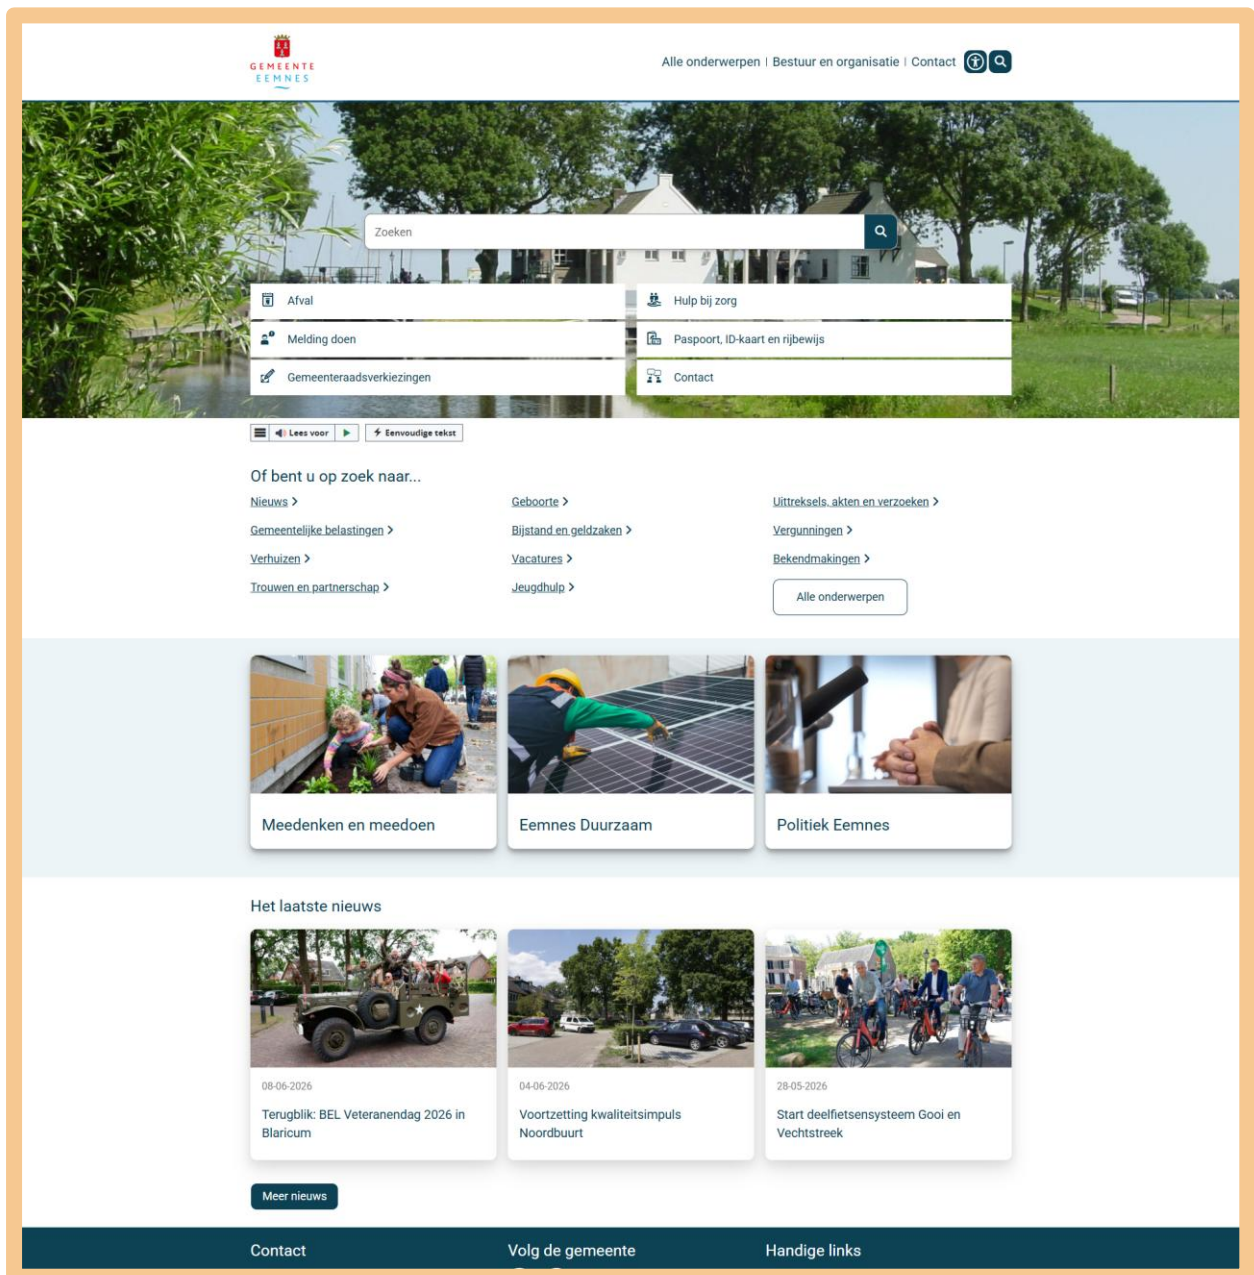 GEMEENTE
EEMNES
Alle onderwerpen | Bestuur en organisatie | Contact
Zoeken
Afval
Hulp bij zorg
Melding doen
Paspoort, ID-kaart en rijbewijs
Gemeenteraadsverkiezingen
Contact
Lees voor
Eenvoudige tekst
Of bent u op zoek naar...
Nieuws
Geboorte
Uittreksels, akten en verzoeken
Gemeentelijke belastingen
Bijstand en geldzaken
Vergunningen
Verhuizen
Vacatures
Bekendmakingen
Trouwen en partnerschap
Jeugdhulp
Alle onderwerpen
Meedenken en meedoen
Eemnes Duurzaam
Politiek Eemnes
Het laatste nieuws
08-06-2026
Terugblik: BEL Veteranendag 2026 in
Blaricum
04-06-2026
Voortzetting kwaliteitsimpuls
Noordbuurt
28-05-2026
Start deelfietsensysteem Gooi en
Vechtstreek
Meer nieuws
Contact
Volg de gemeente
Handige links